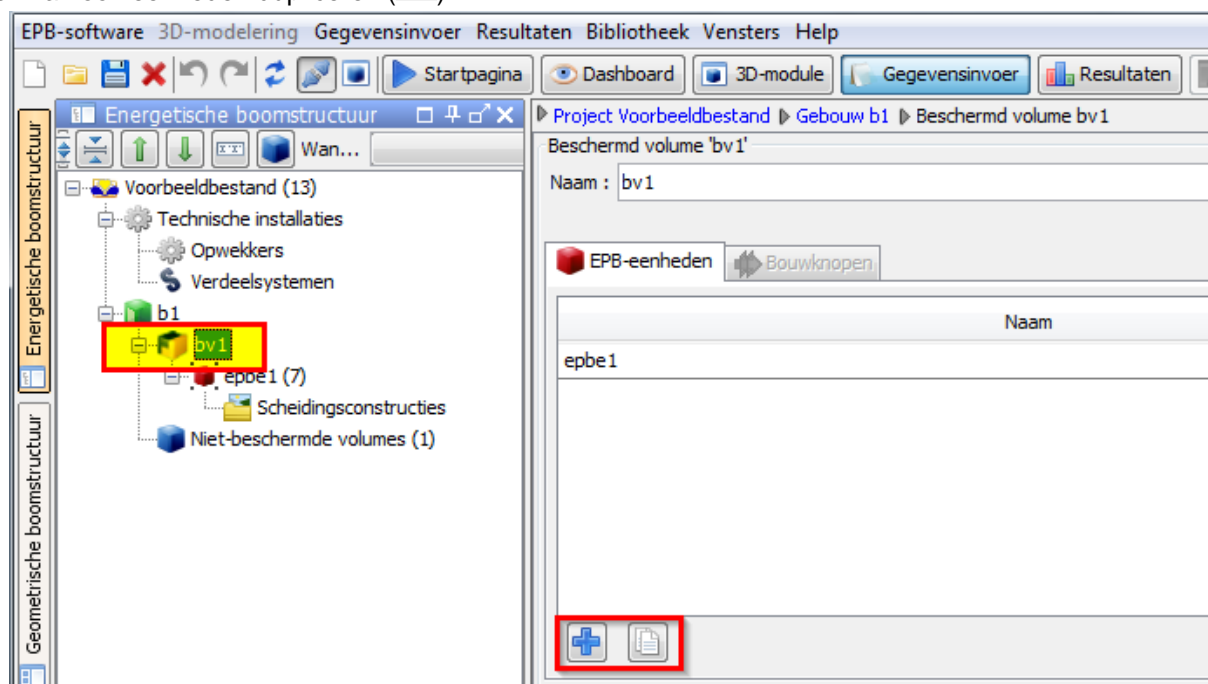 EPB-software 3D-modelering Gegevensinvoer Resultaten Bibliotheek Vensters Help
Startpagina Dashboard 3D-module Gegevensinvoer Resultaten
Energetische boomstructuur
Wan...
Voorbeeldbestand (13)
Technische installaties
Opwekkers
Verdeelsystemen
b1
bv1
epbe1 (7)
Scheidingsconstructies
Niet-beschermde volumes (1)
Energetische boomstructuur
Geometrische boomstructuur
Project Voorbeeldbestand Gebouw b1 Beschermd volume bv1
Beschermd volume 'bv1'
Naam : bv1
EPB-eenheden Bouwknopen
Naam
epbe1